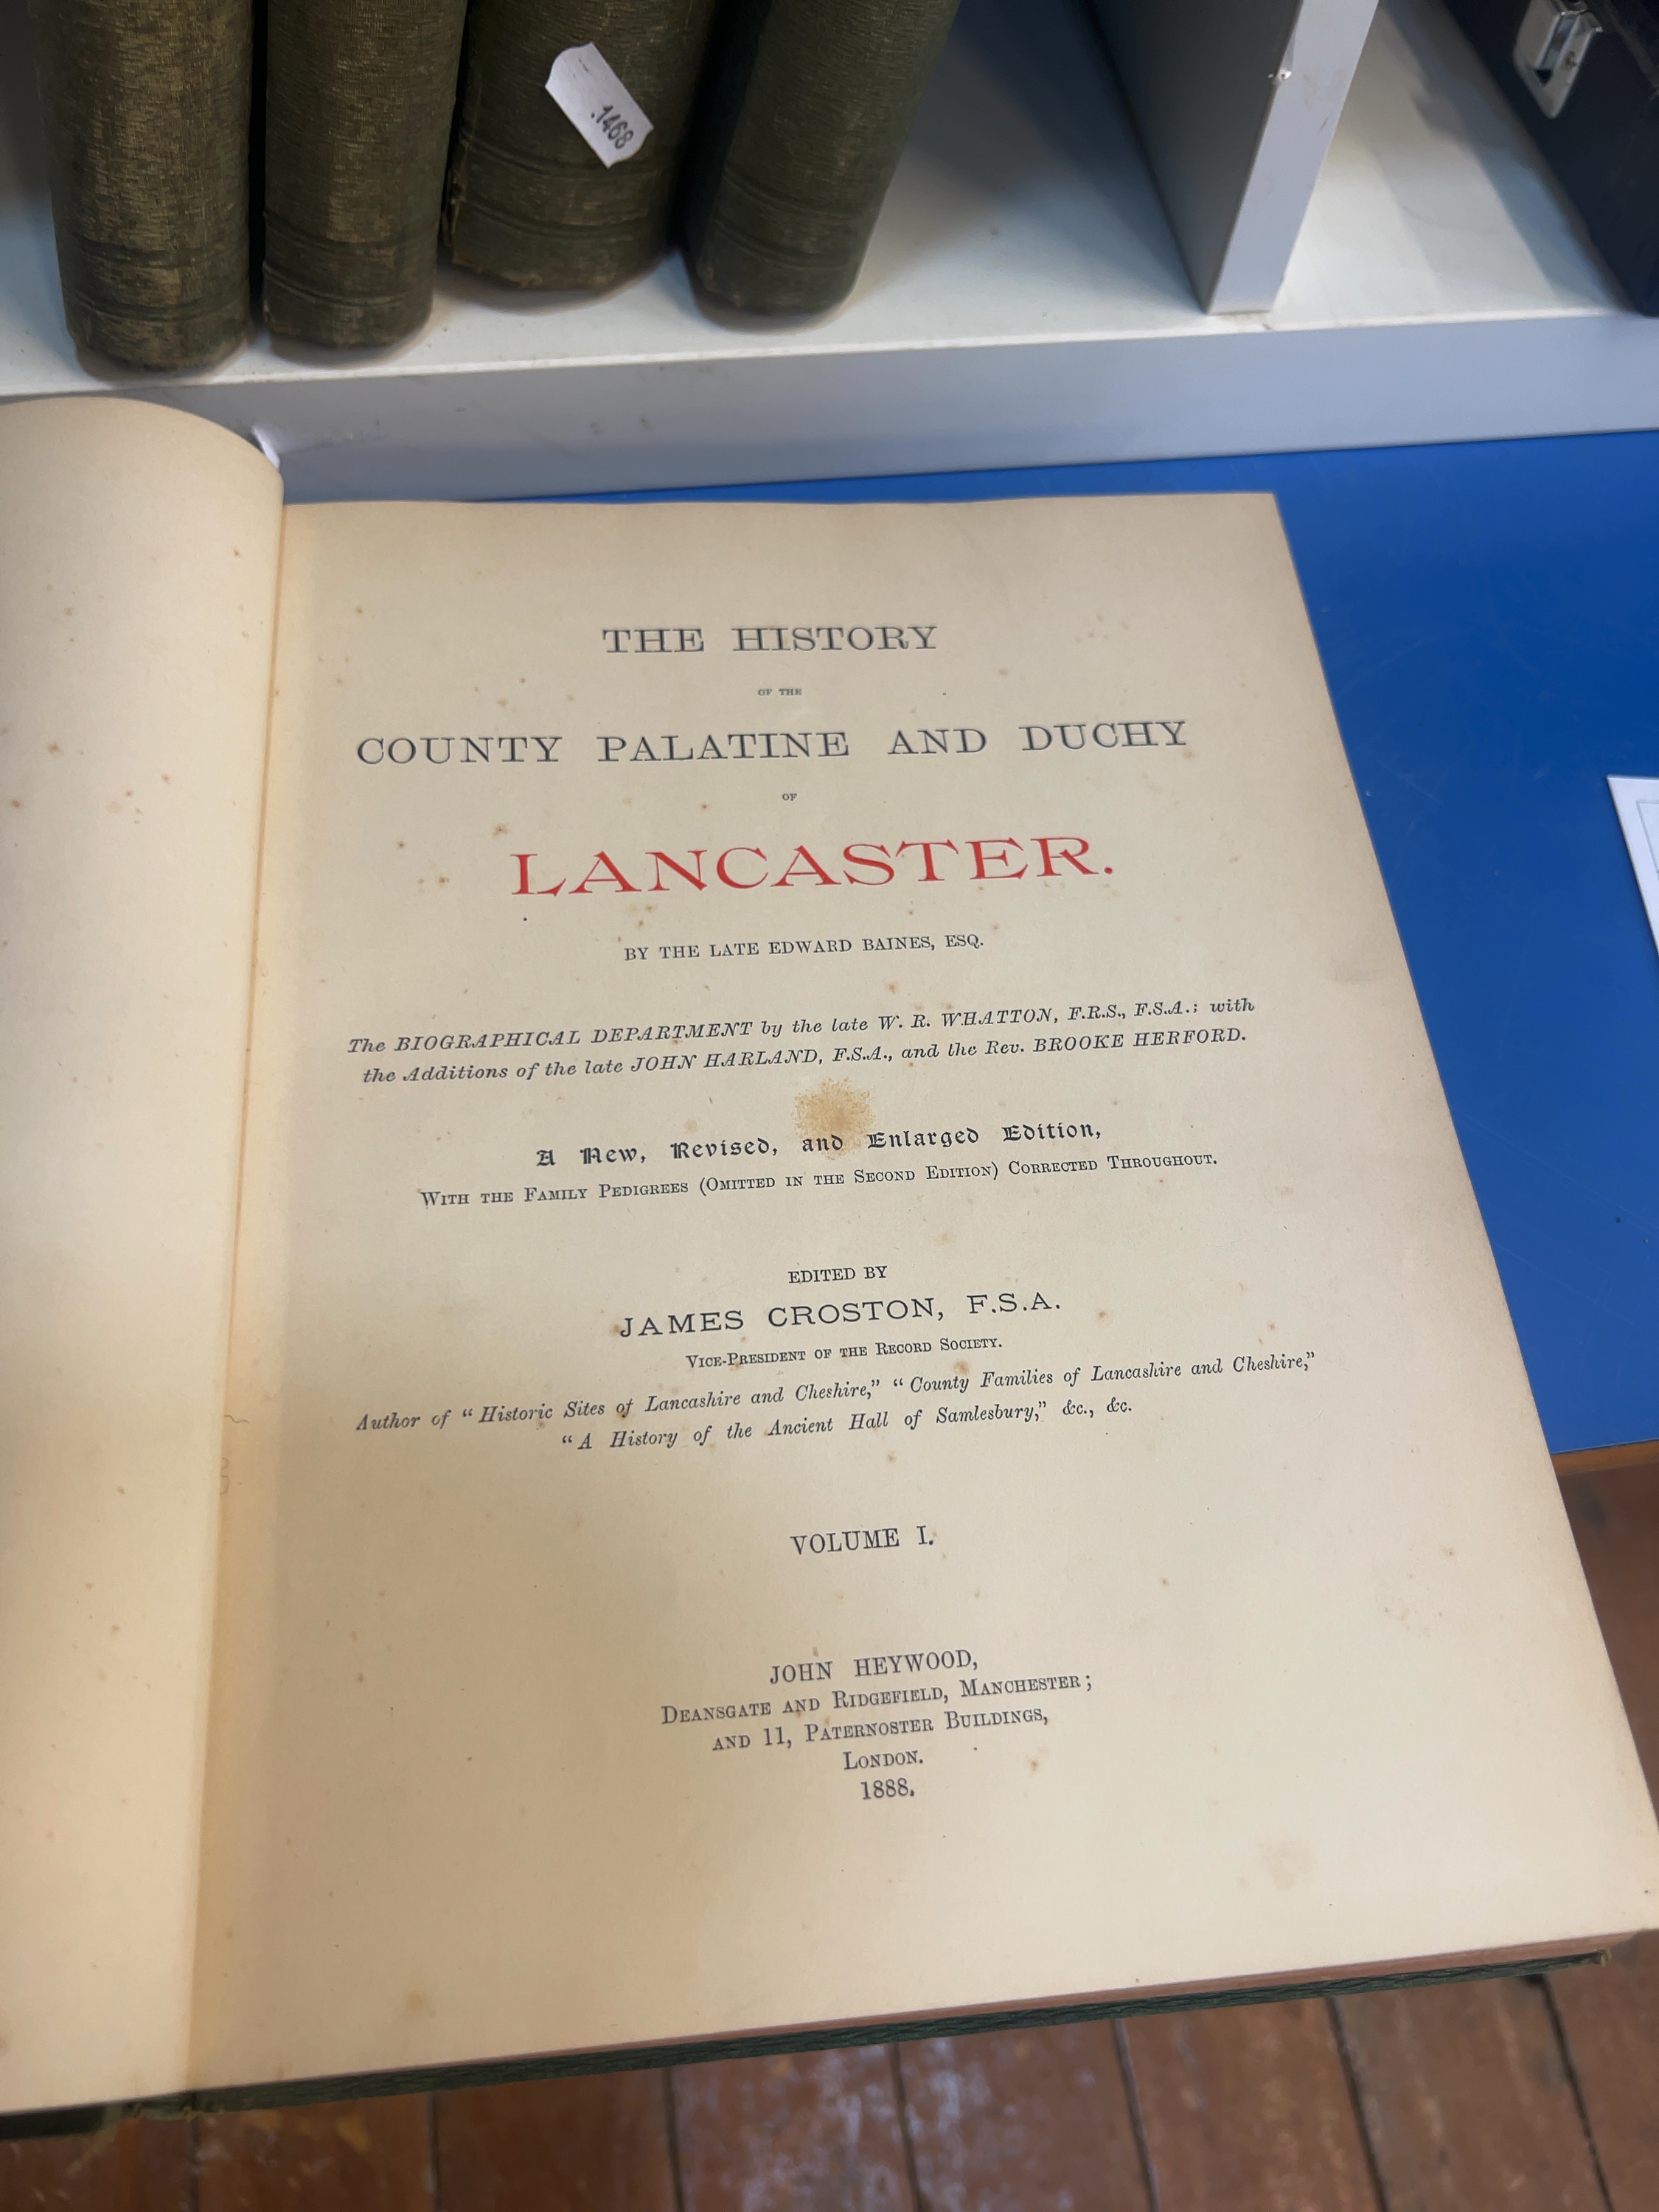 .1468
THE HISTORY
OF THE
COUNTY PALATINE AND DUCHY
OF
LANCASTER.
BY THE LATE EDWARD BAINES, ESQ.
The BIOGRAPHICAL DEPARTMENT by the late W. R. WHATTON, F.R.S., F.S.A.; with
the Additions of the late JOHN HARLAND, F.S.A., and the Rev. BROOKE HERFORD.
A New, Revised, and Enlarged Edition,
WITH THE FAMILY PEDIGREES (OMITTED IN THE SECOND EDITION) CORRECTED THROUGHOUT.
EDITED BY
JAMES CROSTON, F.S.A.
VICE-PRESIDENT OF THE RECORD SOCIETY.
Author of "Historic Sites of Lancashire and Cheshire," "County Families of Lancashire and Cheshire,"
"A History of the Ancient Hall of Samlesbury," &c., &c.
VOLUME I.
JOHN HEYWOOD,
DEANSGATE AND RIDGEFIELD, MANCHESTER;
AND 11, PATERNOSTER BUILDINGS,
LONDON.
1888.